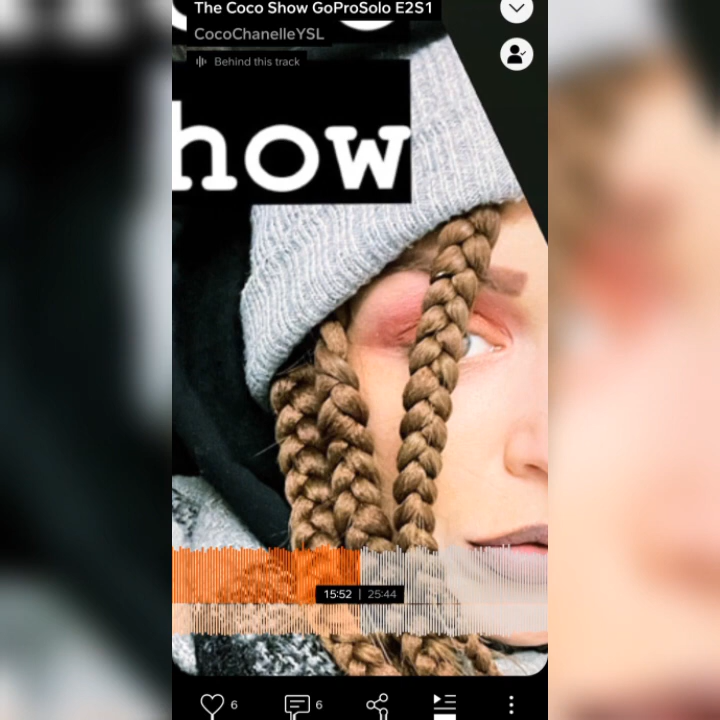 The Coco Show GoProSolo E2S1
CocoChanelleYSL
Behind this track
how
15:52 | 25:44
6
6